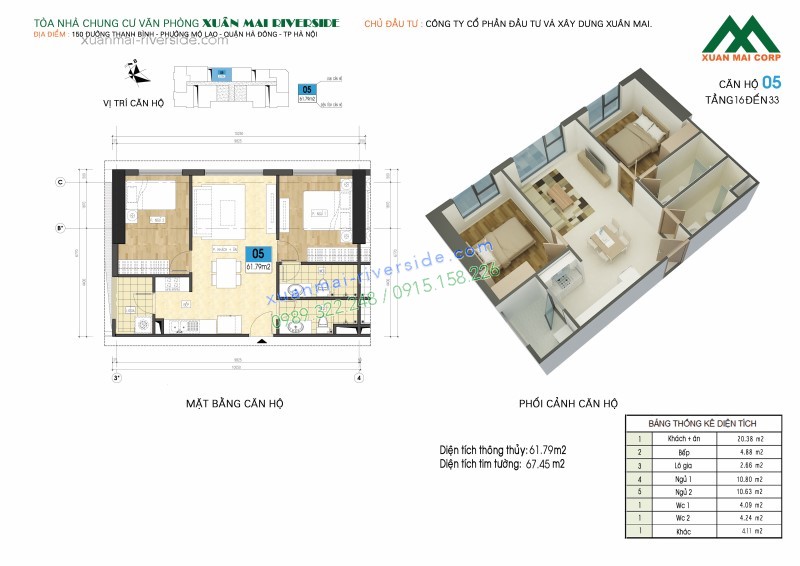 TÒA NHÀ CHUNG CƯ VĂN PHÒNG XUÂN MAI RIVERSIDE
ĐỊA ĐIỂM : 150 ĐƯỜNG THANH BÌNH - PHƯỜNG MỘ LAO - QUẬN HÀ ĐÔNG - TP HÀ NỘI
xuanmai-riverside.com
CHỦ ĐẦU TƯ : CÔNG TY CỔ PHẦN ĐẦU TƯ VÀ XÂY DỰNG XUÂN MAI.
XUAN MAI CORP
CĂN HỘ 05
TẦNG 16 ĐẾN 33
VỊ TRÍ CĂN HỘ
05
61.79m2
C
B*
05
61.79m2
3*
4
xuanmai-riverside.com
0989.322.248 / 0915.158.226
MẶT BẰNG CĂN HỘ
PHỐI CẢNH CĂN HỘ
Diện tích thông thủy: 61.79m2
Diện tích tim tường: 67.45 m2
BẢNG THỐNG KÊ DIỆN TÍCH
1 Khách + ăn 20.38 m2
2 Bếp 4.88 m2
3 Lô gia 2.66 m2
4 Ngủ 1 10.80 m2
5 Ngủ 2 10.63 m2
1 Wc 1 4.09 m2
1 Wc 2 4.24 m2
1 Khác 4.11 m2